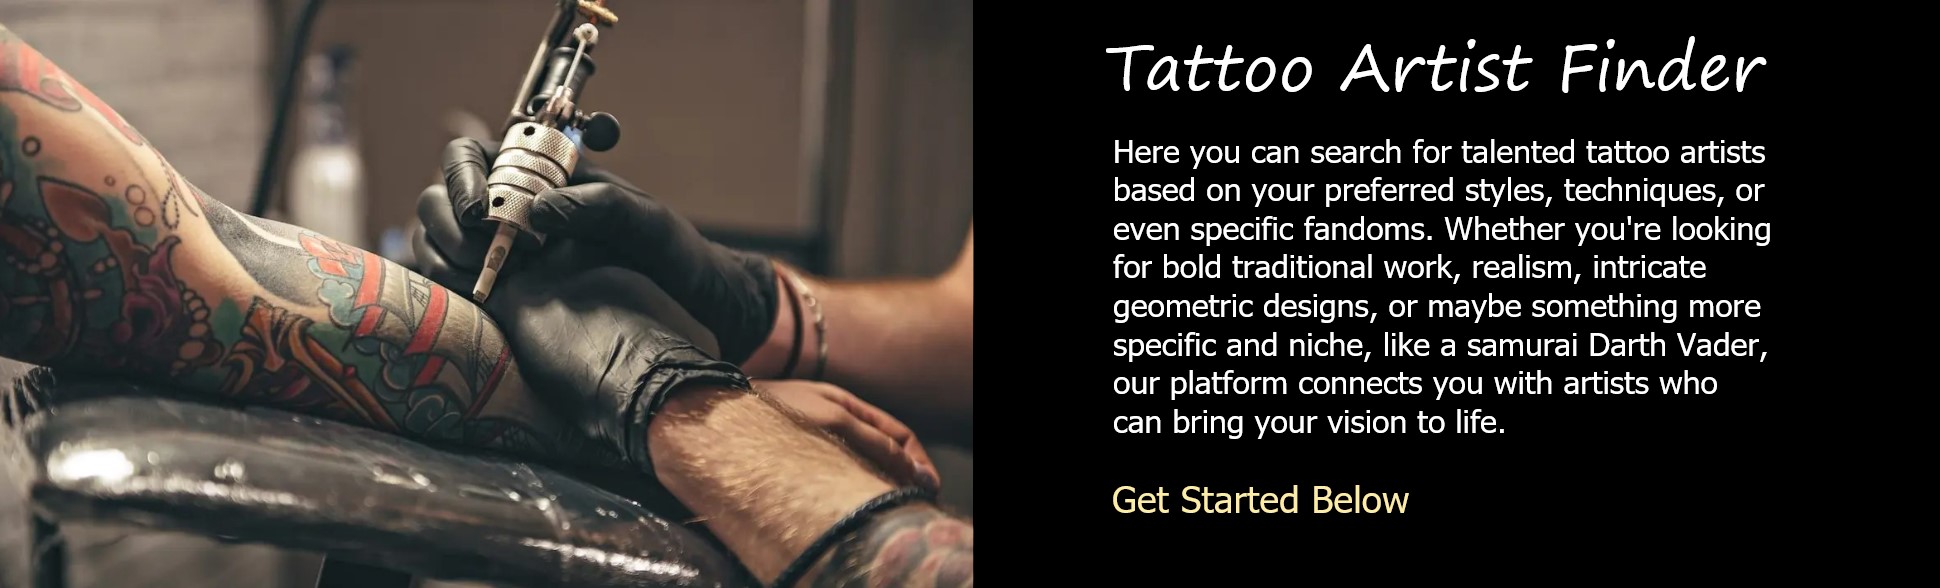 Tattoo Artist Finder
Here you can search for talented tattoo artists
based on your preferred styles, techniques, or
even specific fandoms. Whether you're looking
for bold traditional work, realism, intricate
geometric designs, or maybe something more
specific and niche, like a samurai Darth Vader,
our platform connects you with artists who
can bring your vision to life.
Get Started Below